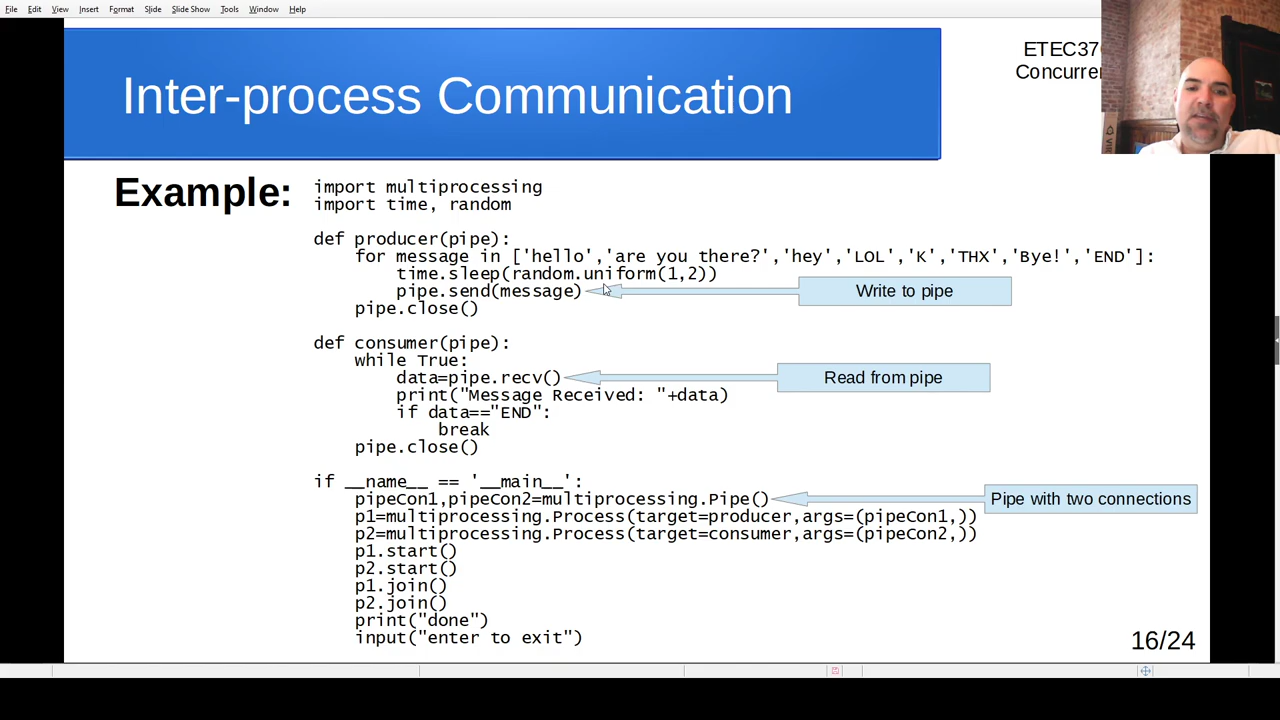 File Edit View Insert Format Slide Slide Show Tools Window Help
Inter-process Communication
Concurren
Example:
import multiprocessing
import time, random
def producer(pipe):
for message in ['hello','are you there?','hey','LOL','K','THX','Bye!','END']:
time.sleep(random.uniform(1,2))
pipe.send(message)
Write to pipe
pipe.close()
def consumer(pipe):
while True:
data=pipe.recv()
Read from pipe
print("Message Received: "+data)
if data=="END":
break
pipe.close()
if __name__ == '__main__':
pipeCon1,pipeCon2=multiprocessing.Pipe()
Pipe with two connections
p1=multiprocessing.Process(target=producer,args=(pipeCon1,))
p2=multiprocessing.Process(target=consumer,args=(pipeCon2,))
p1.start()
p2.start()
p1.join()
p2.join()
print("done")
input("enter to exit")
16/24